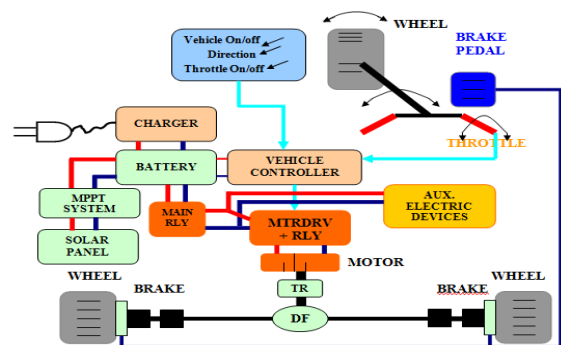 WHEEL
BRAKE
PEDAL
Vehicle On/off
Direction
Throttle On/off
CHARGER
THROTTLE
BATTERY
VEHICLE
CONTROLLER
MPPT
SYSTEM
MAIN
RLY
AUX.
ELECTRIC
DEVICES
MTRDRV
+ RLY
SOLAR
PANEL
MOTOR
WHEEL
BRAKE
TR
BRAKE
WHEEL
DF